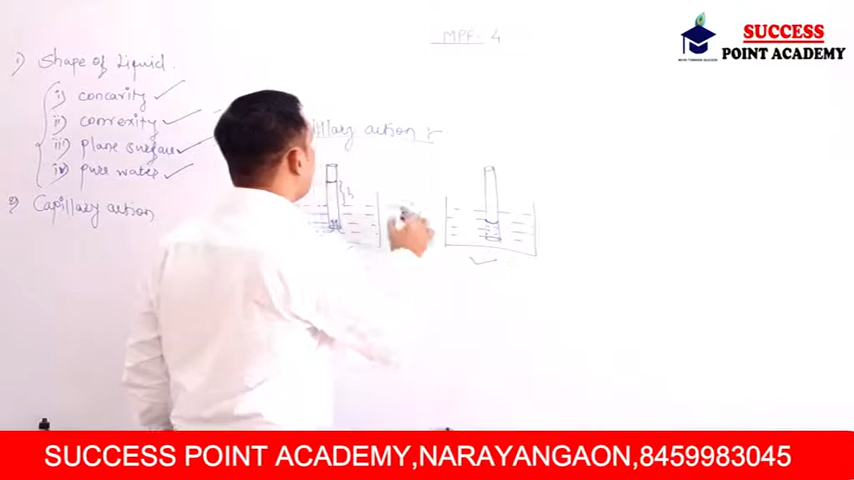 MPF - 4
SUCCESS
POINT ACADEMY
1) Shape of Liquid.
i) concavity
ii) convexity
iii) plane surface
iv) pure water
2) Capillary action
pillary action :-
h
SUCCESS POINT ACADEMY,NARAYANGAON,8459983045